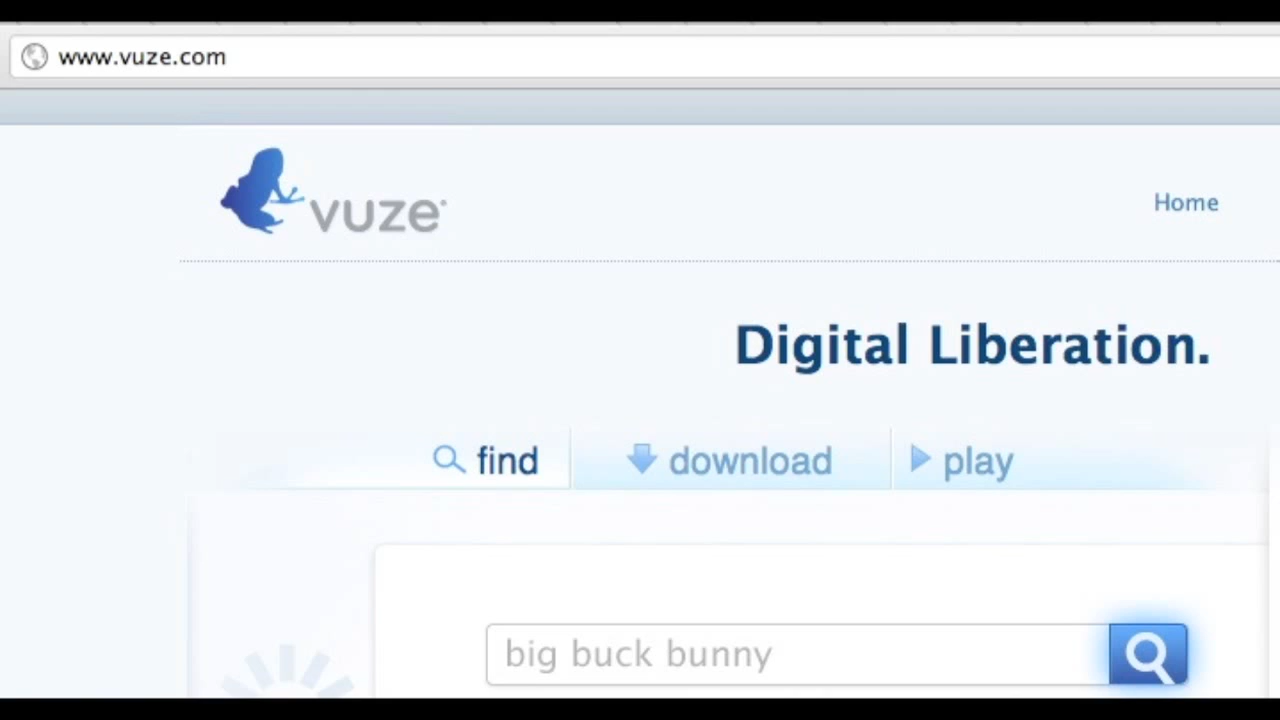 www.vuze.com
vuze
Home
Digital Liberation.
find download play
big buck bunny